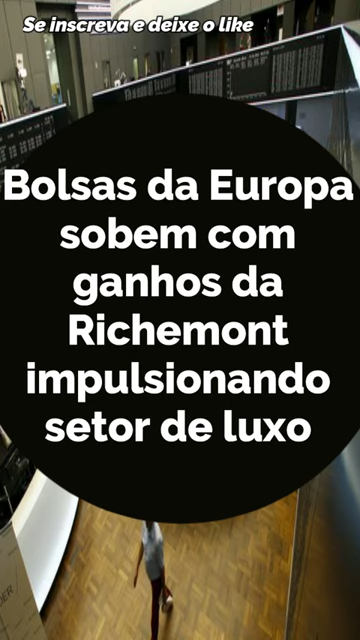 Se inscreva e deixe o like
Bolsas da Europa
sobem com
ganhos da
Richemont
impulsionando
setor de luxo